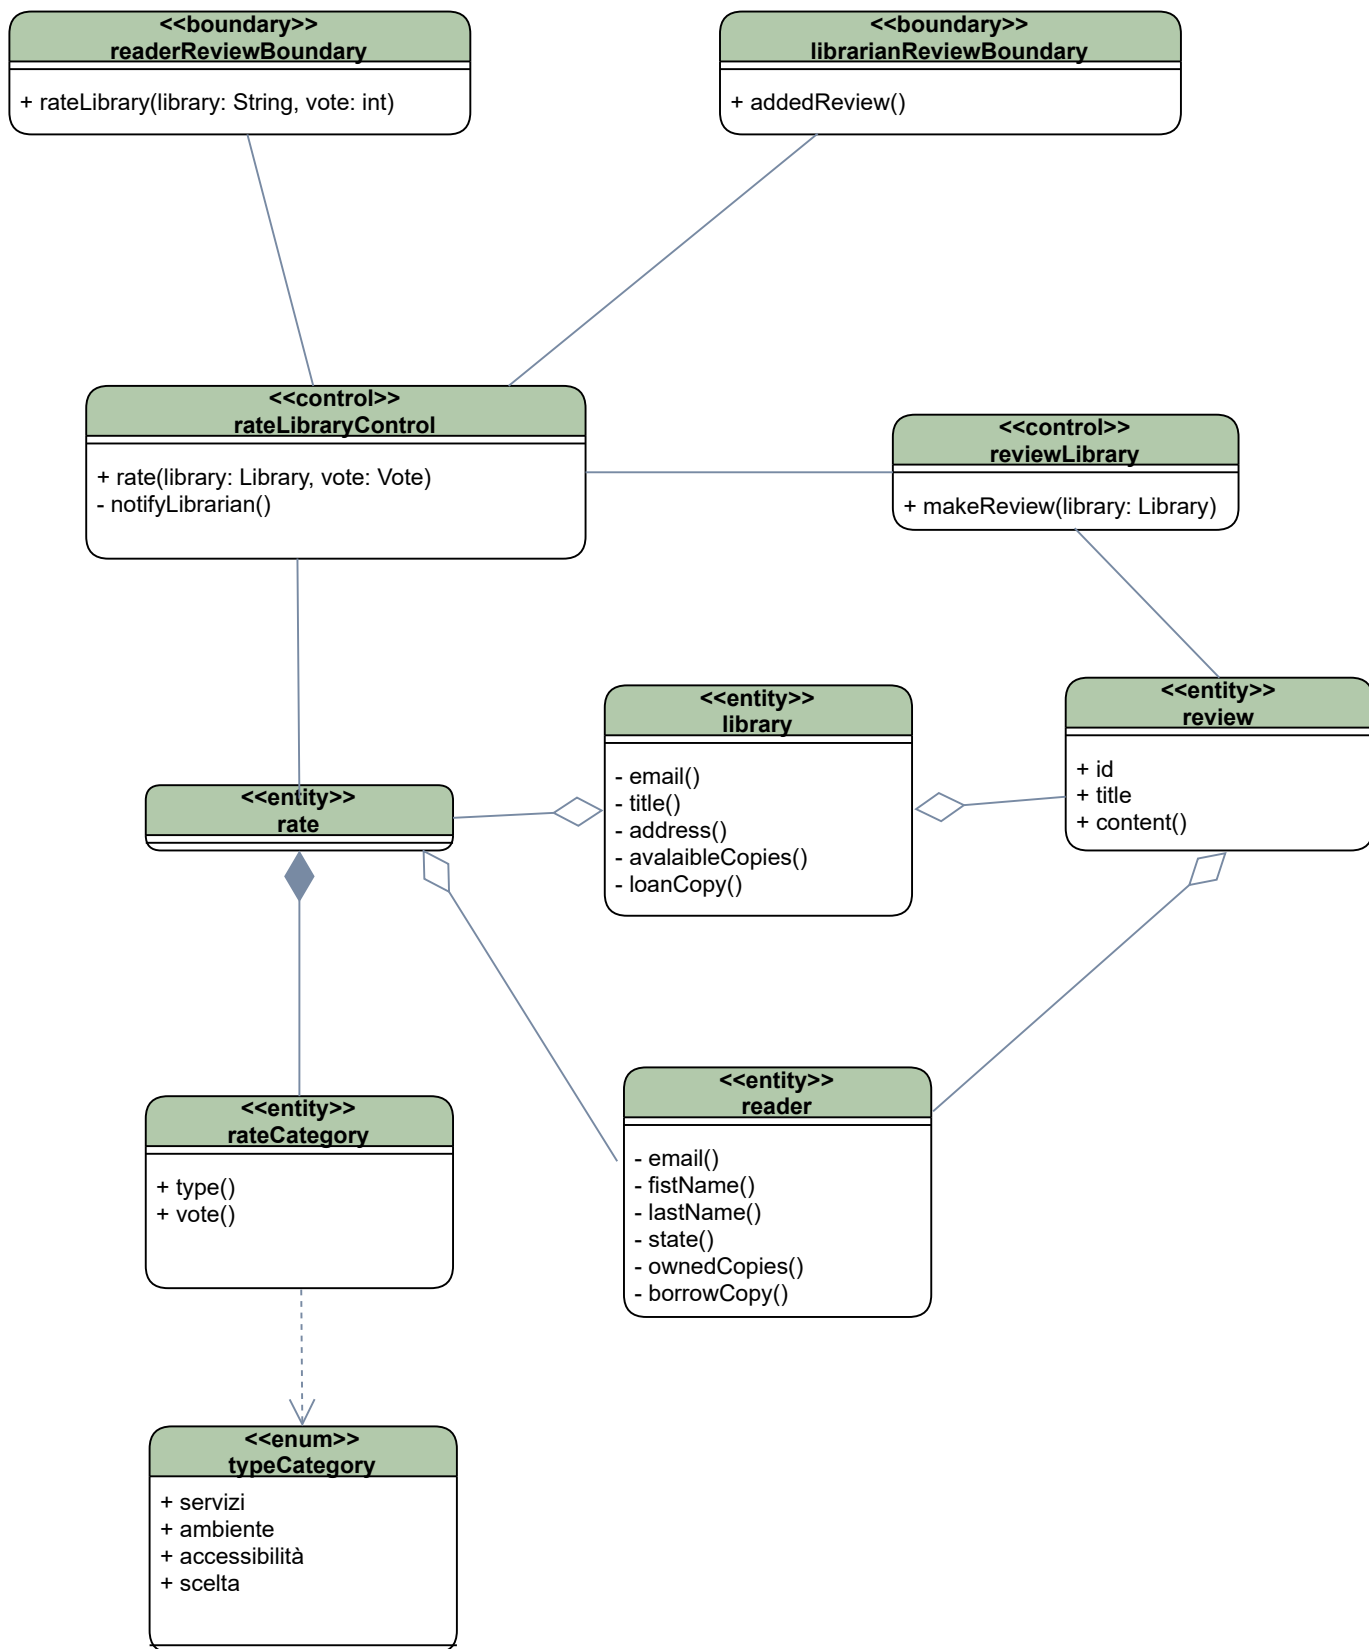 <<boundary>>
readerReviewBoundary
+ rateLibrary(library: String, vote: int)
<<boundary>>
librarianReviewBoundary
+ addedReview()
<<control>>
rateLibraryControl
+ rate(library: Library, vote: Vote)
- notifyLibrarian()
<<control>>
reviewLibrary
+ makeReview(library: Library)
<<entity>>
library
- email()
- title()
- address()
- avalaibleCopies()
- loanCopy()
<<entity>>
review
+ id
+ title
+ content()
<<entity>>
rate
<<entity>>
rateCategory
+ type()
+ vote()
<<entity>>
reader
- email()
- fistName()
- lastName()
- state()
- ownedCopies()
- borrowCopy()
<<enum>>
typeCategory
+ servizi
+ ambiente
+ accessibilità
+ scelta